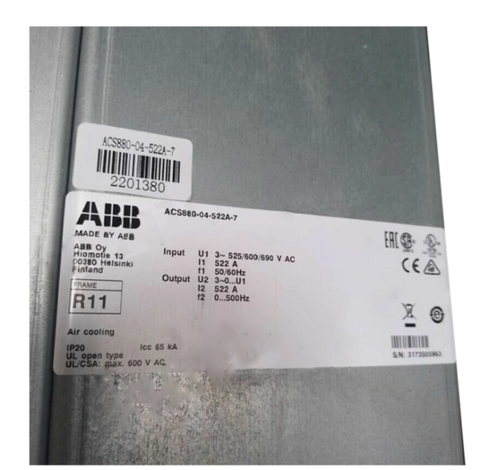 ACS880-04-522A-7
2201380
ABB
MADE BY ABB
ABB Oy
Hiomotie 13
00380 Helsinki
Finland
FRAME
R11
Air cooling
IP20 Icc 65 kA
UL open type
UL/CSA: max. 600 V AC
ACS880-04-522A-7
Input U1 3~ 525/600/690 V AC
I1 522 A
f1 50/60Hz
Output U2 3~0...U1
I2 522 A
f2 0...500Hz
EAC
CE
S/N: 3173505963